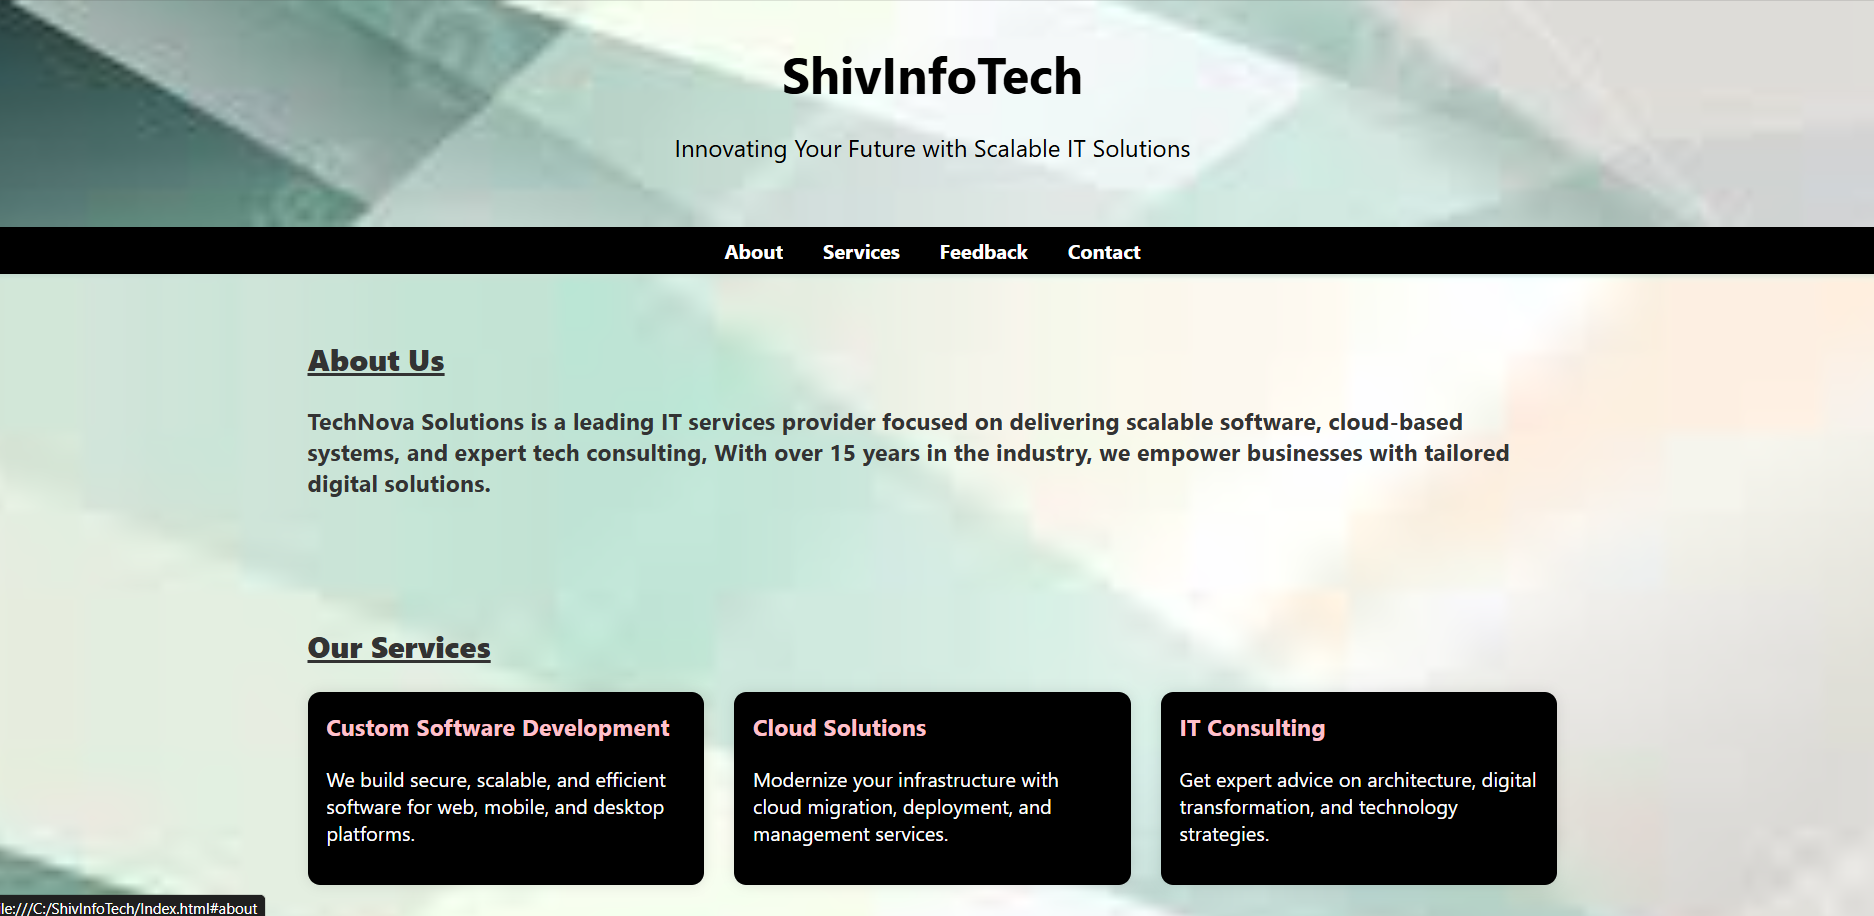 ShivInfoTech
Innovating Your Future with Scalable IT Solutions
About Services Feedback Contact
About Us
TechNova Solutions is a leading IT services provider focused on delivering scalable software, cloud-based
systems, and expert tech consulting, With over 15 years in the industry, we empower businesses with tailored
digital solutions.
Our Services
Custom Software Development
We build secure, scalable, and efficient
software for web, mobile, and desktop
platforms.
Cloud Solutions
Modernize your infrastructure with
cloud migration, deployment, and
management services.
IT Consulting
Get expert advice on architecture, digital
transformation, and technology
strategies.
le:///C:/ShivInfoTech/Index.html#about